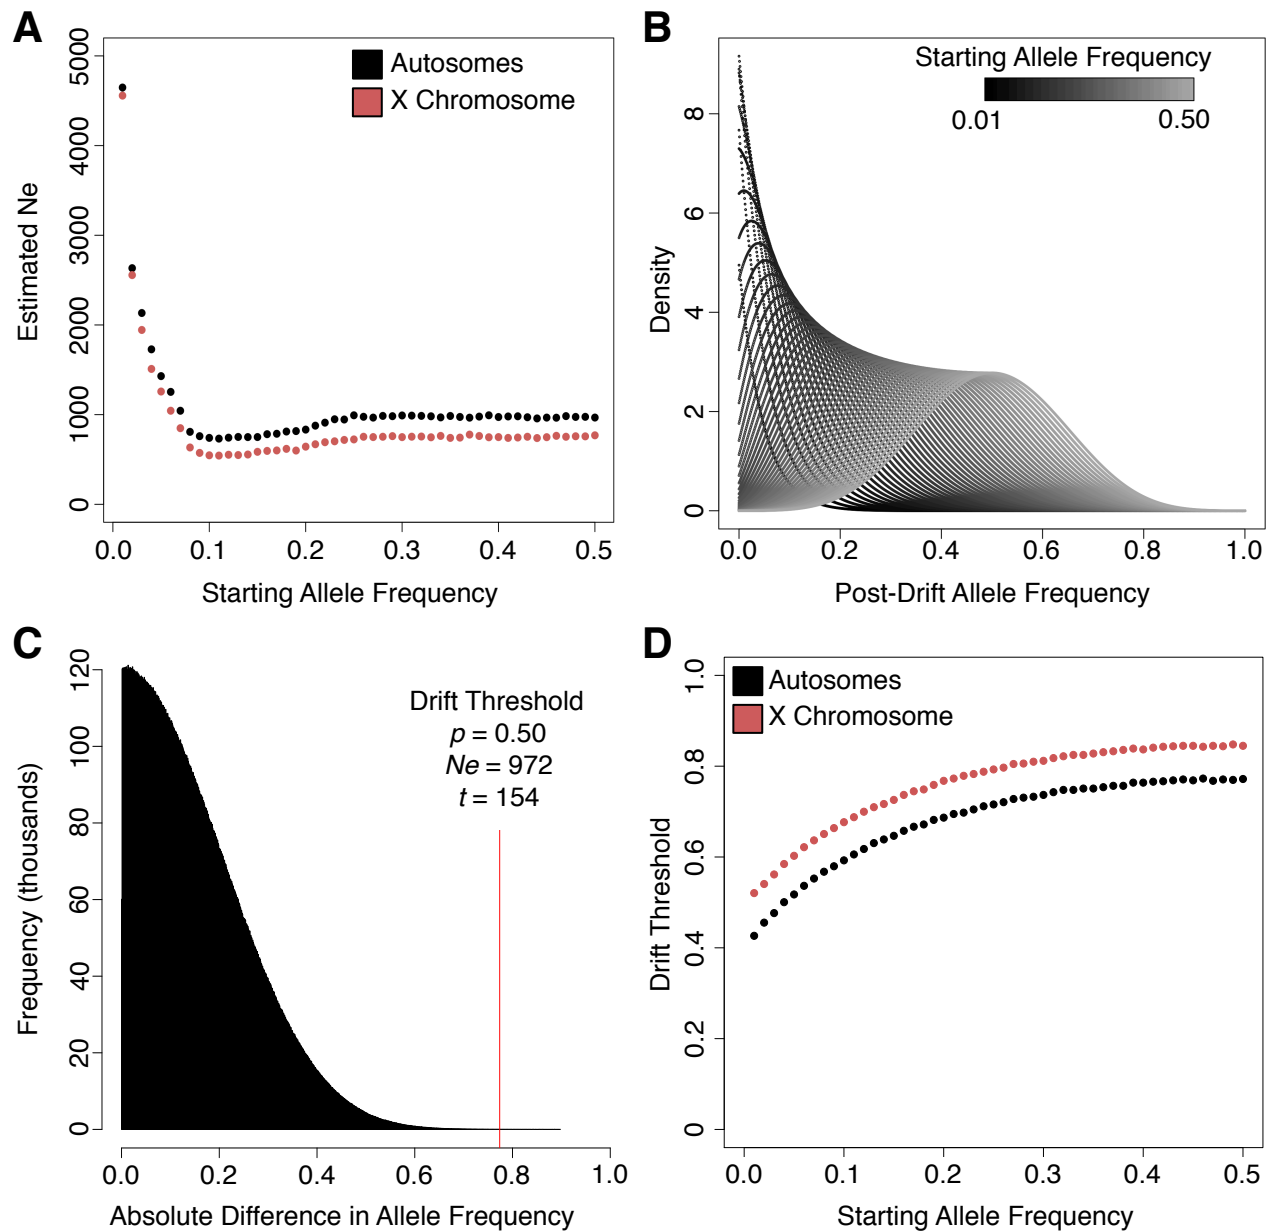 A
Estimated Ne
5000
4000
3000
2000
1000
0
Autosomes
X Chromosome
0.0 0.1 0.2 0.3 0.4 0.5
Starting Allele Frequency
B
Density
8
6
4
2
0
Starting Allele Frequency
0.01 0.50
0.0 0.2 0.4 0.6 0.8 1.0
Post-Drift Allele Frequency
C
Frequency (thousands)
120
100
80
60
40
20
0
Drift Threshold
p = 0.50
Ne = 972
t = 154
0.0 0.2 0.4 0.6 0.8 1.0
Absolute Difference in Allele Frequency
D
Drift Threshold
1.0
0.8
0.6
0.4
0.2
0.0
Autosomes
X Chromosome
0.0 0.1 0.2 0.3 0.4 0.5
Starting Allele Frequency